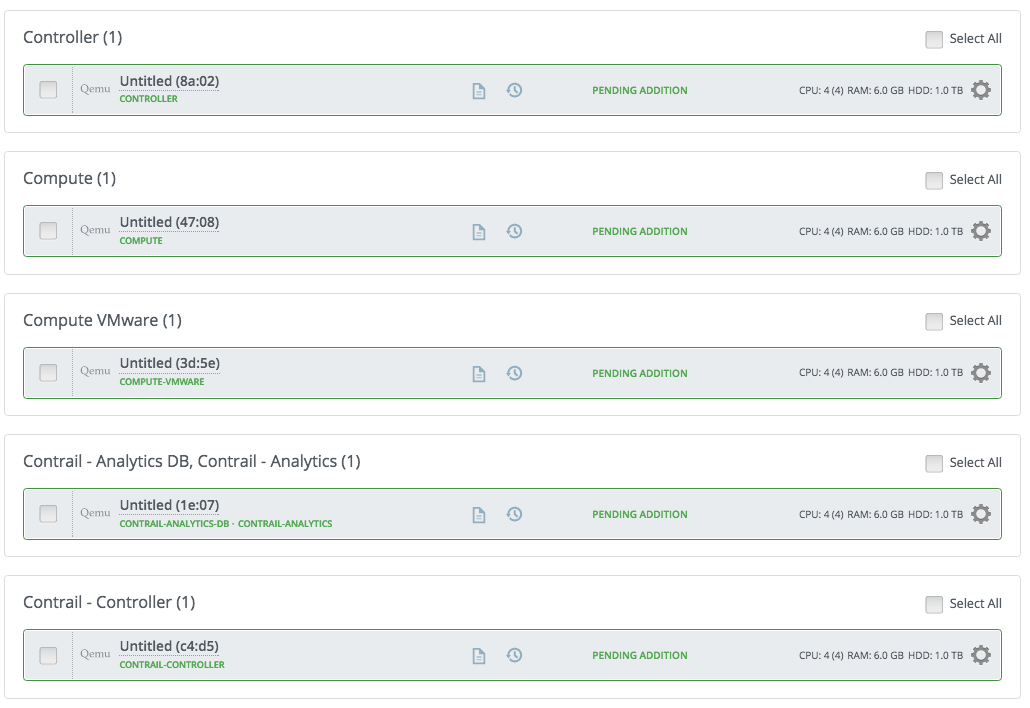 Controller (1)
Select All
Qemu Untitled (8a:02) PENDING ADDITION CPU: 4 (4) RAM: 6.0 GB HDD: 1.0 TB
CONTROLLER
Compute (1)
Select All
Qemu Untitled (47:08) PENDING ADDITION CPU: 4 (4) RAM: 6.0 GB HDD: 1.0 TB
COMPUTE
Compute VMware (1)
Select All
Qemu Untitled (3d:5e) PENDING ADDITION CPU: 4 (4) RAM: 6.0 GB HDD: 1.0 TB
COMPUTE-VMWARE
Contrail - Analytics DB, Contrail - Analytics (1)
Select All
Qemu Untitled (1e:07) PENDING ADDITION CPU: 4 (4) RAM: 6.0 GB HDD: 1.0 TB
CONTRAIL-ANALYTICS-DB · CONTRAIL-ANALYTICS
Contrail - Controller (1)
Select All
Qemu Untitled (c4:d5) PENDING ADDITION CPU: 4 (4) RAM: 6.0 GB HDD: 1.0 TB
CONTRAIL-CONTROLLER